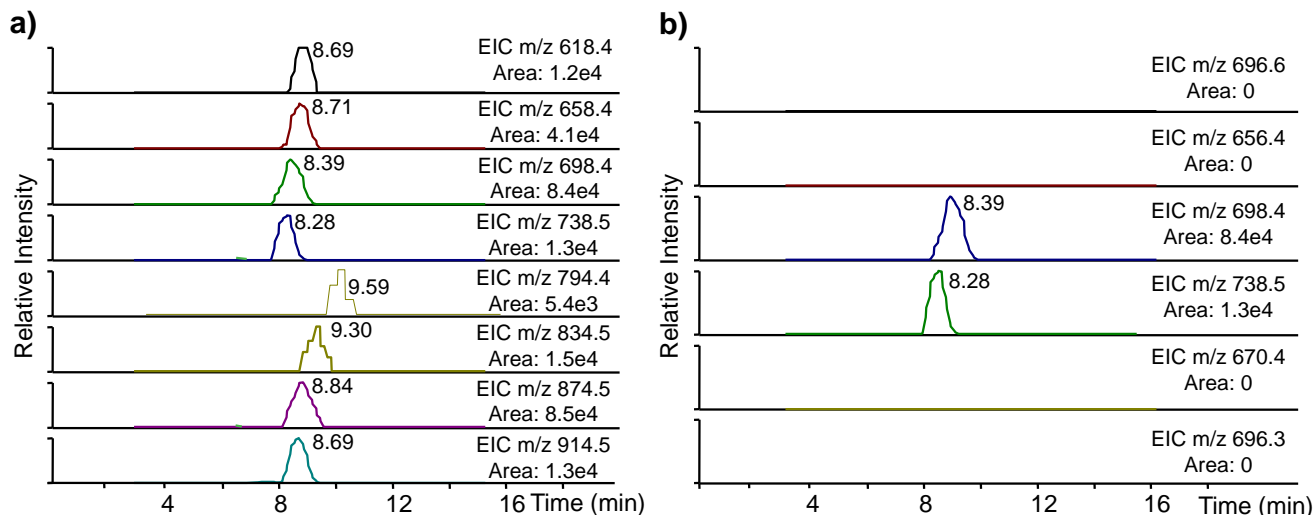 a)
Relative Intensity
8.69
EIC m/z 618.4
Area: 1.2e4
8.71
EIC m/z 658.4
Area: 4.1e4
8.39
EIC m/z 698.4
Area: 8.4e4
8.28
EIC m/z 738.5
Area: 1.3e4
9.59
EIC m/z 794.4
Area: 5.4e3
9.30
EIC m/z 834.5
Area: 1.5e4
8.84
EIC m/z 874.5
Area: 8.5e4
8.69
EIC m/z 914.5
Area: 1.3e4
4 8 12 16 Time (min)
b)
Relative Intensity
EIC m/z 696.6
Area: 0
EIC m/z 656.4
Area: 0
8.39
EIC m/z 698.4
Area: 8.4e4
8.28
EIC m/z 738.5
Area: 1.3e4
EIC m/z 670.4
Area: 0
EIC m/z 696.3
Area: 0
4 8 12 16 Time (min)